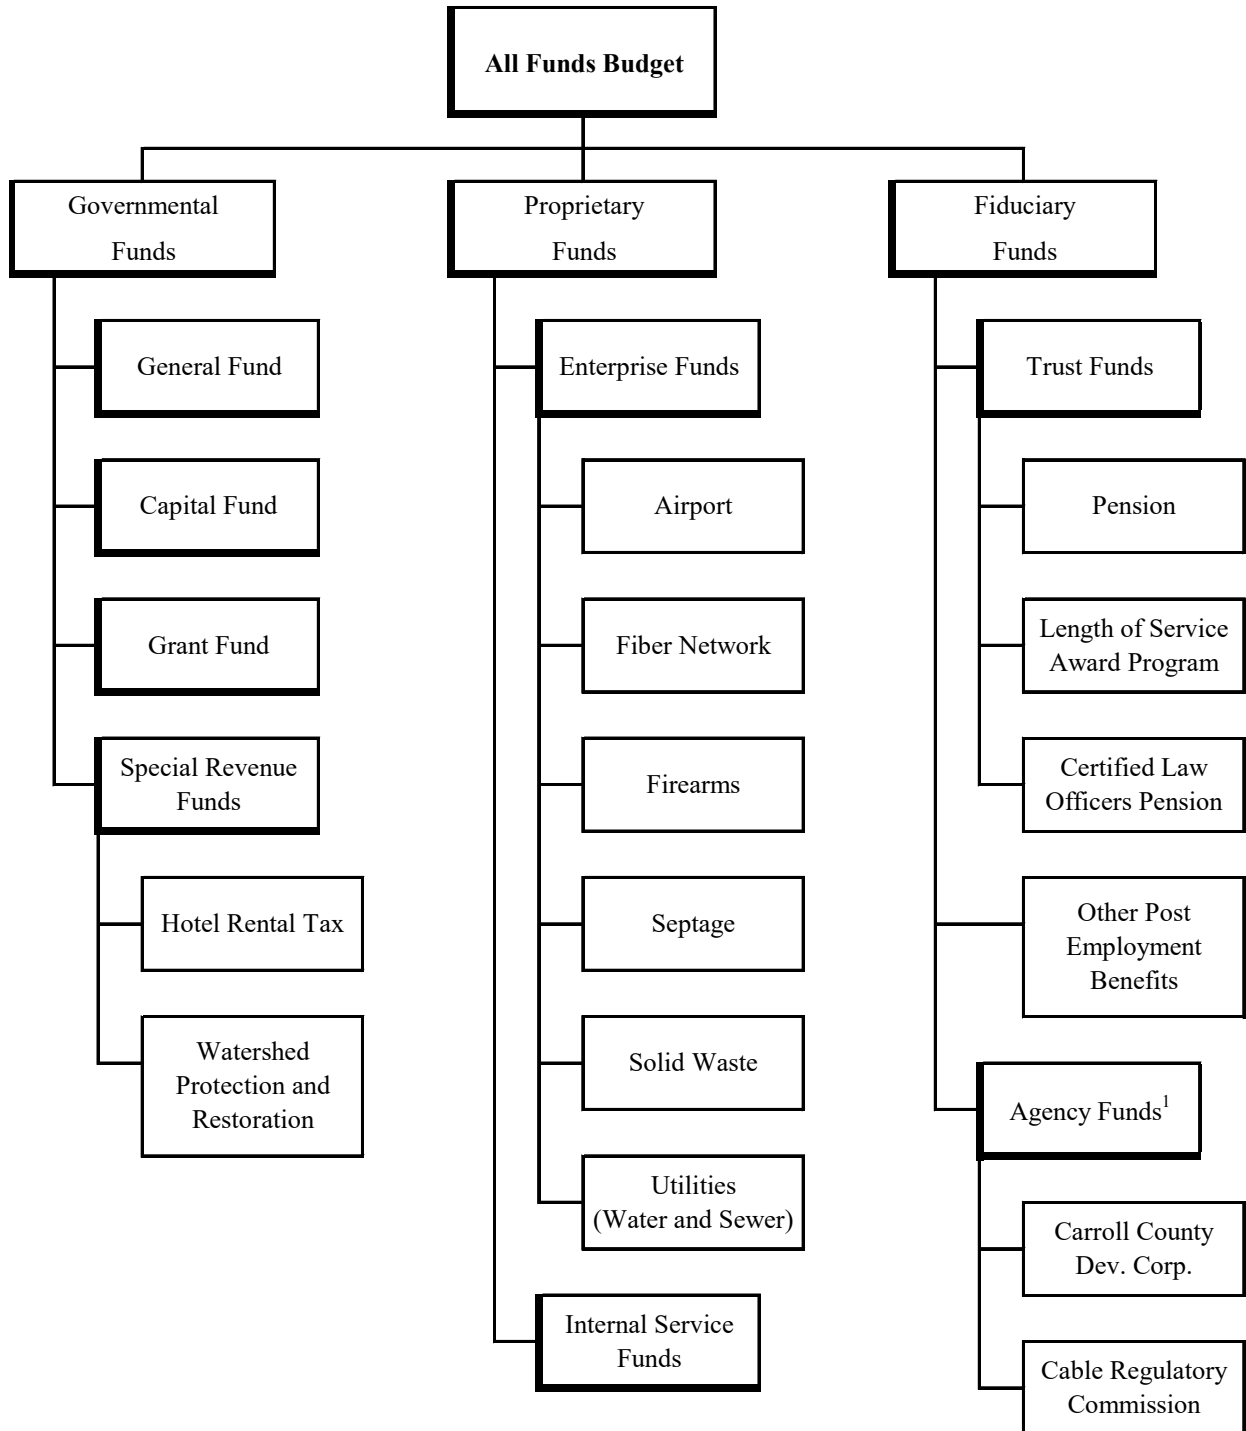 All Funds Budget
Governmental
Funds
Proprietary
Funds
Fiduciary
Funds
General Fund
Capital Fund
Grant Fund
Special Revenue
Funds
Hotel Rental Tax
Watershed
Protection and
Restoration
Enterprise Funds
Airport
Fiber Network
Firearms
Septage
Solid Waste
Utilities
(Water and Sewer)
Internal Service
Funds
Trust Funds
Pension
Length of Service
Award Program
Certified Law
Officers Pension
Other Post
Employment
Benefits
Agency Funds¹
Carroll County
Dev. Corp.
Cable Regulatory
Commission